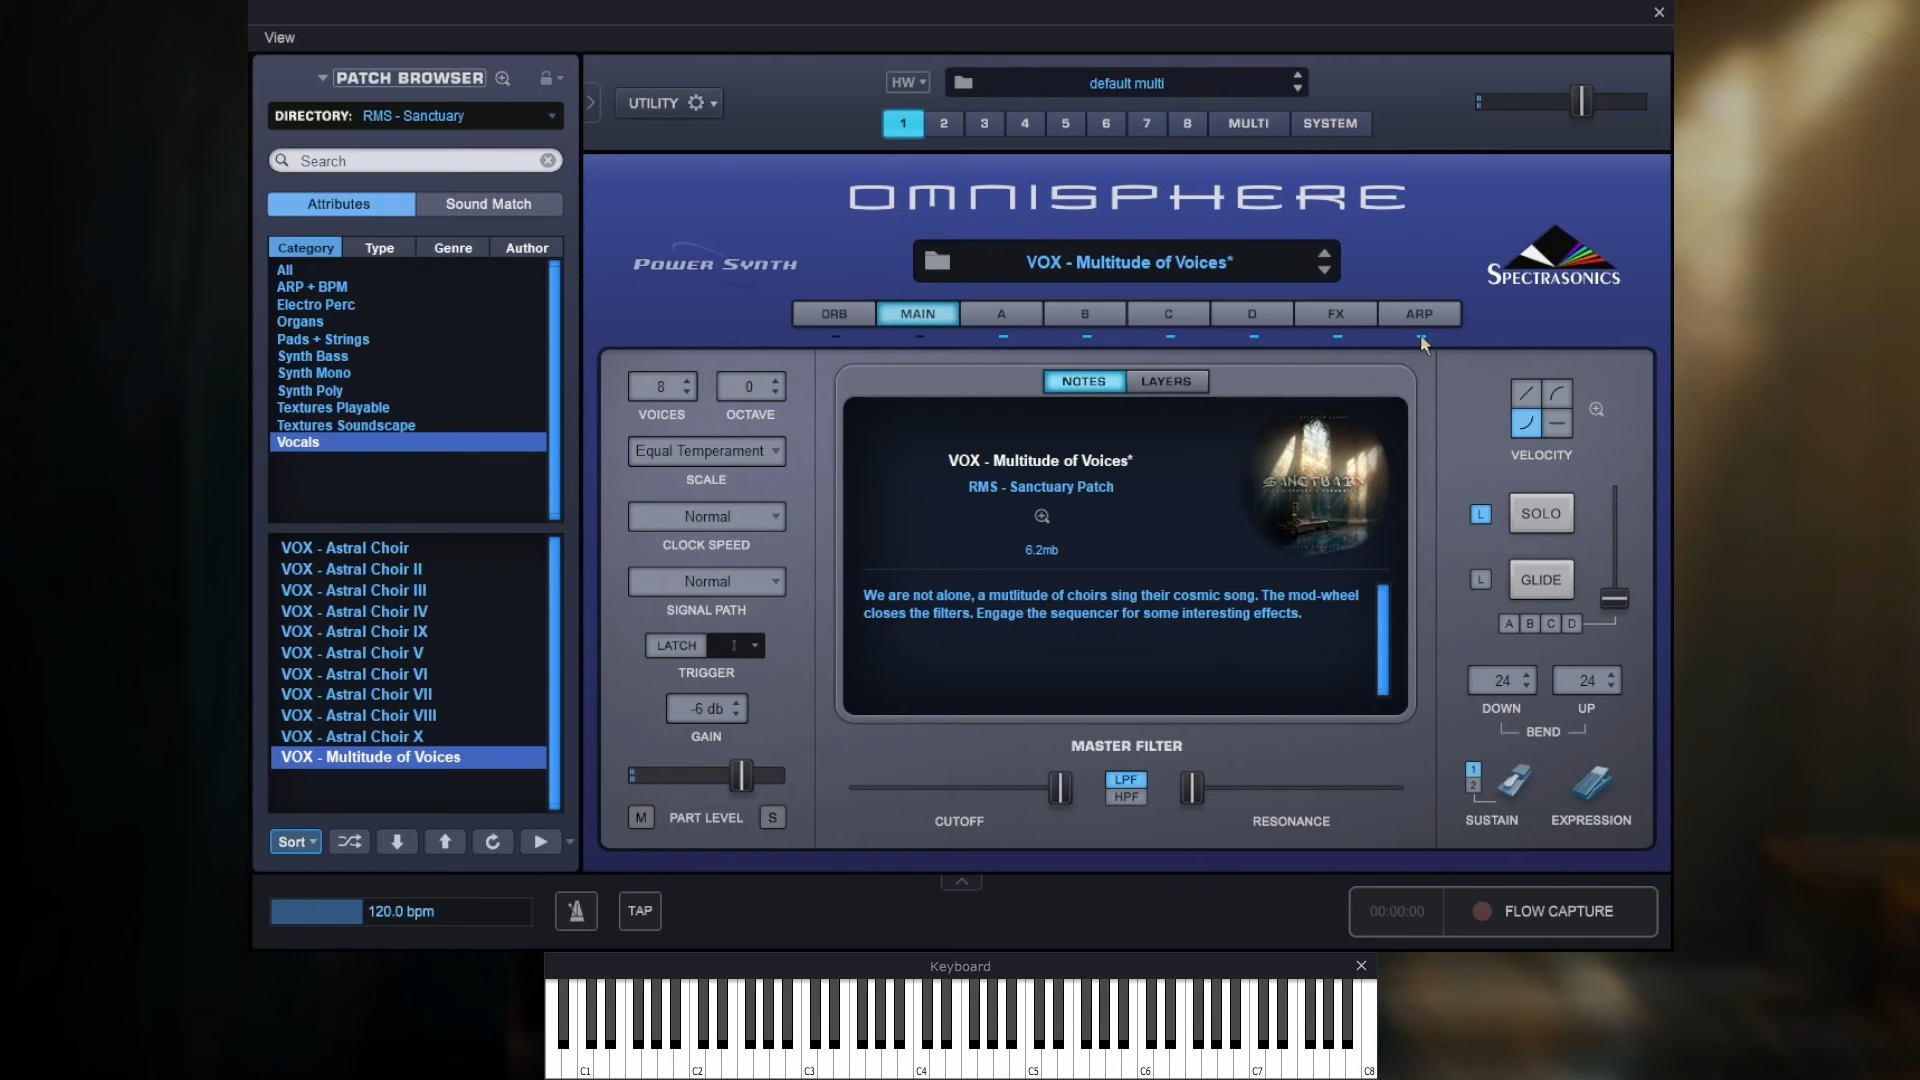 View
PATCH BROWSER
DIRECTORY: RMS - Sanctuary
Search
Attributes Sound Match
Category Type Genre Author
All
ARP + BPM
Electro Perc
Organs
Pads + Strings
Synth Bass
Synth Mono
Synth Poly
Textures Playable
Textures Soundscape
Vocals
VOX - Astral Choir
VOX - Astral Choir II
VOX - Astral Choir III
VOX - Astral Choir IV
VOX - Astral Choir IX
VOX - Astral Choir V
VOX - Astral Choir VI
VOX - Astral Choir VII
VOX - Astral Choir VIII
VOX - Astral Choir X
VOX - Multitude of Voices
Sort
UTILITY
HW
default multi
1 2 3 4 5 6 7 8 MULTI SYSTEM
OMNISPHERE
POWER SYNTH
VOX - Multitude of Voices*
SPECTRASONICS
ORB MAIN A B C D FX ARP
8 0
VOICES OCTAVE
Equal Temperament
SCALE
Normal
CLOCK SPEED
Normal
SIGNAL PATH
LATCH
TRIGGER
-6 db
GAIN
M PART LEVEL S
NOTES LAYERS
VOX - Multitude of Voices*
RMS - Sanctuary Patch
6.2mb
SANCTUARY
We are not alone, a mutlitude of choirs sing their cosmic song. The mod-wheel
closes the filters. Engage the sequencer for some interesting effects.
MASTER FILTER
LPF
HPF
CUTOFF RESONANCE
VELOCITY
L SOLO
L GLIDE
A B C D
24 24
DOWN UP
BEND
1
2
SUSTAIN EXPRESSION
120.0 bpm
TAP
00:00:00
FLOW CAPTURE
Keyboard
C1 C2 C3 C4 C5 C6 C7 C8